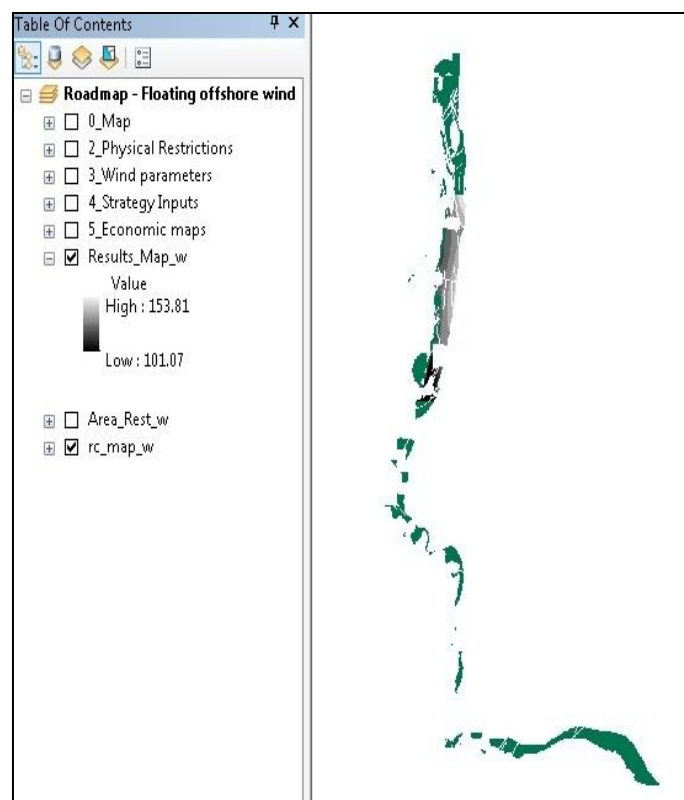 Table Of Contents
Roadmap - Floating offshore wind
0_Map
2_Physical Restrictions
3_Wind parameters
4_Strategy Inputs
5_Economic maps
Results_Map_w
Value
High : 153.81
Low : 101.07
Area_Rest_w
rc_map_w